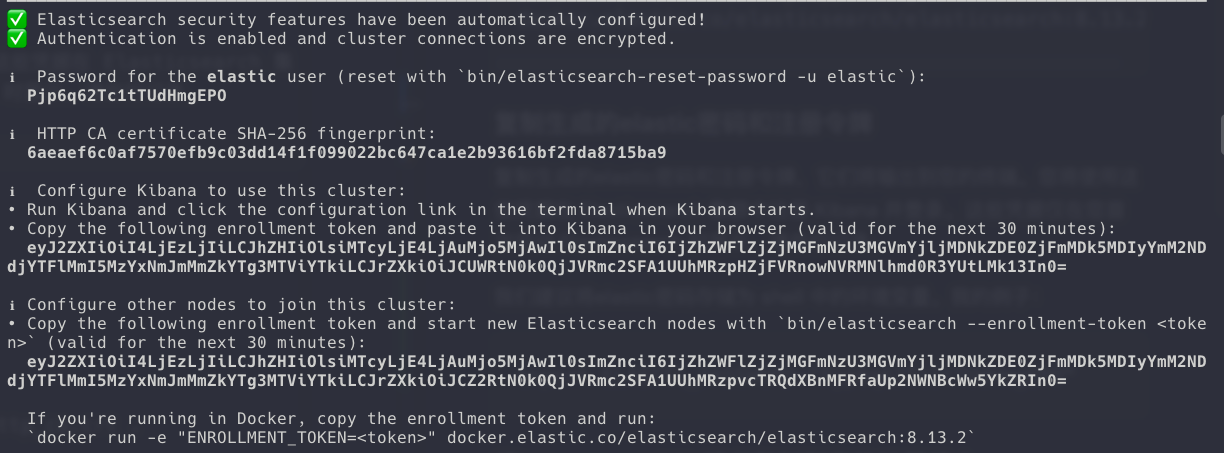 ✅ Elasticsearch security features have been automatically configured!
✅ Authentication is enabled and cluster connections are encrypted.
ℹ Password for the elastic user (reset with `bin/elasticsearch-reset-password -u elastic`):
Pjp6q62Tc1tTUdHmgEPO
ℹ HTTP CA certificate SHA-256 fingerprint:
6aeaef6c0af7570efb9c03dd14f1f099022bc647ca1e2b93616bf2fda8715ba9
ℹ Configure Kibana to use this cluster:
• Run Kibana and click the configuration link in the terminal when Kibana starts.
• Copy the following enrollment token and paste it into Kibana in your browser (valid for the next 30 minutes):
eyJ2ZXIiOiI4LjEzLjIiLCJhZHIiOlsiMTcyLjE4LjAuMjo5MjAwIl0sImZnciI6IjZhZWFlZjZjMGFmNzU3MGVmYjljMDNkZDE0ZjFmMDk5MDIyYmM2ND
djYTFlMmI5MzYxNmJmMmZkYTg3MTViYTkiLCJrZXkiOiJCUWRtN0k0QjJVRmc2SFA1UUhMRzpHZjFVRnowNVRMNlhmd0R3YUtLMk13In0=
ℹ Configure other nodes to join this cluster:
• Copy the following enrollment token and start new Elasticsearch nodes with `bin/elasticsearch --enrollment-token <toke
n>` (valid for the next 30 minutes):
eyJ2ZXIiOiI4LjEzLjIiLCJhZHIiOlsiMTcyLjE4LjAuMjo5MjAwIl0sImZnciI6IjZhZWFlZjZjMGFmNzU3MGVmYjljMDNkZDE0ZjFmMDk5MDIyYmM2ND
djYTFlMmI5MzYxNmJmMmZkYTg3MTViYTkiLCJrZXkiOiJCZ2RtN0k0QjJVRmc2SFA1UUhMRzpvcTRQdXBnMFRfaUp2NWNBcWw5YkZRIn0=
If you're running in Docker, copy the enrollment token and run:
`docker run -e "ENROLLMENT_TOKEN=<token>" docker.elastic.co/elasticsearch/elasticsearch:8.13.2`